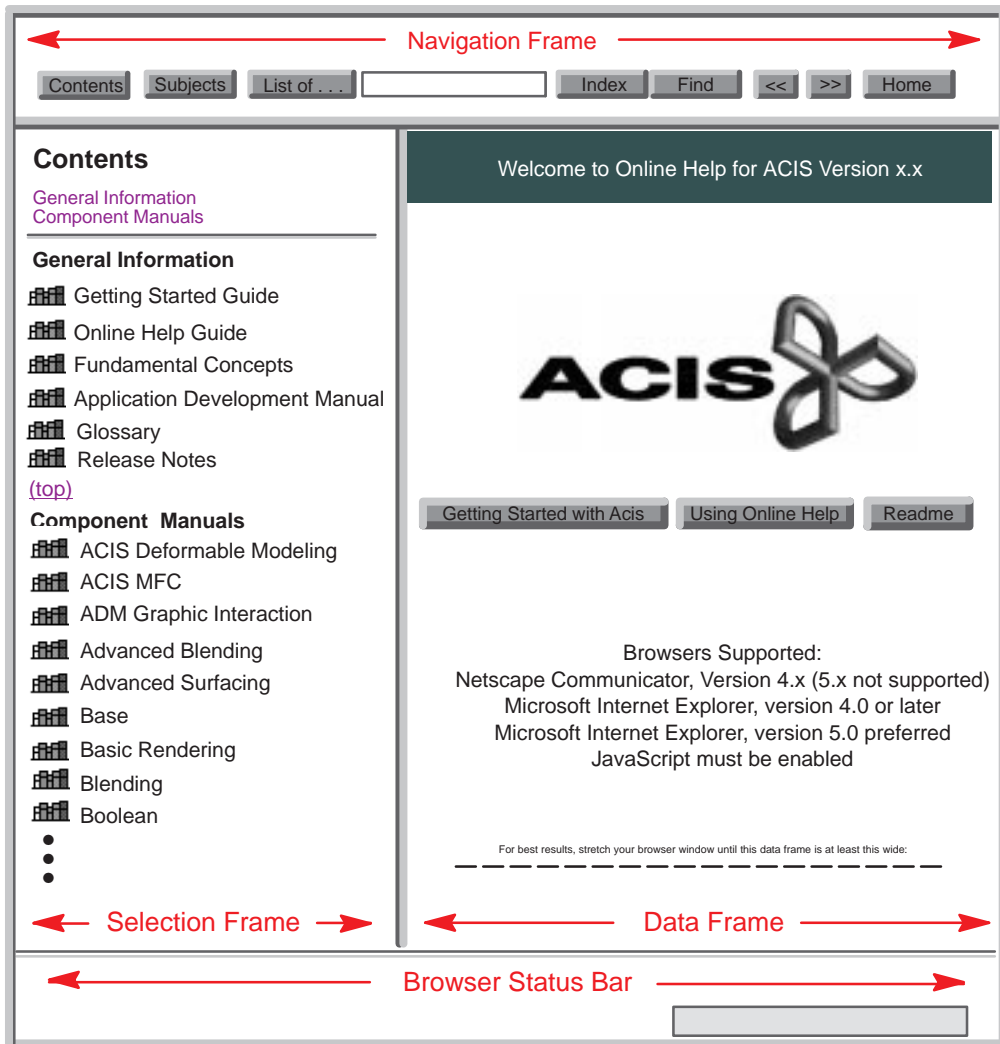 Navigation Frame
Contents Subjects List of . . . Index Find << >> Home
Contents
General Information
Component Manuals
General Information
Getting Started Guide
Online Help Guide
Fundamental Concepts
Application Development Manual
Glossary
Release Notes
(top)
Component Manuals
ACIS Deformable Modeling
ACIS MFC
ADM Graphic Interaction
Advanced Blending
Advanced Surfacing
Base
Basic Rendering
Blending
Boolean
Selection Frame
Welcome to Online Help for ACIS Version x.x
ACIS
Getting Started with Acis Using Online Help Readme
Browsers Supported:
Netscape Communicator, Version 4.x (5.x not supported)
Microsoft Internet Explorer, version 4.0 or later
Microsoft Internet Explorer, version 5.0 preferred
JavaScript must be enabled
For best results, stretch your browser window until this data frame is at least this wide:
Data Frame
Browser Status Bar